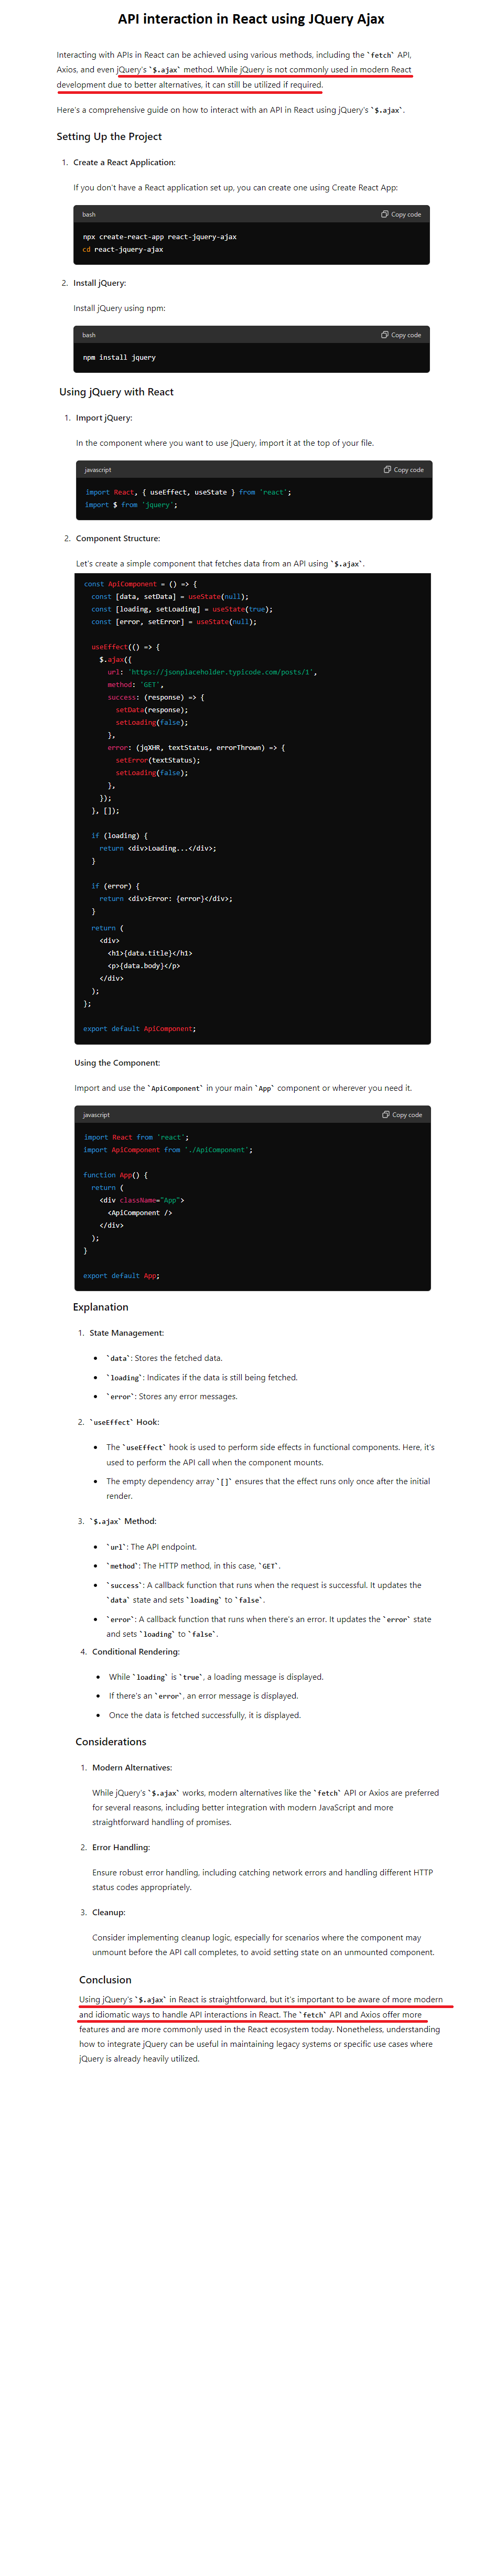 API interaction in React using JQuery Ajax
Interacting with APIs in React can be achieved using various methods, including the `fetch` API,
Axios, and even jQuery's `$.ajax` method. While jQuery is not commonly used in modern React
development due to better alternatives, it can still be utilized if required.
Here's a comprehensive guide on how to interact with an API in React using jQuery's `$.ajax`.
Setting Up the Project
1. Create a React Application:
If you don't have a React application set up, you can create one using Create React App:
bash Copy code
npx create-react-app react-jquery-ajax
cd react-jquery-ajax
2. Install jQuery:
Install jQuery using npm:
bash Copy code
npm install jquery
Using jQuery with React
1. Import jQuery:
In the component where you want to use jQuery, import it at the top of your file.
javascript Copy code
import React, { useEffect, useState } from 'react';
import $ from 'jquery';
2. Component Structure:
Let's create a simple component that fetches data from an API using `$.ajax`.
const ApiComponent = () => {
const [data, setData] = useState(null);
const [loading, setLoading] = useState(true);
const [error, setError] = useState(null);
useEffect(() => {
$.ajax({
url: 'https://jsonplaceholder.typicode.com/posts/1',
method: 'GET',
success: (response) => {
setData(response);
setLoading(false);
},
error: (jqXHR, textStatus, errorThrown) => {
setError(textStatus);
setLoading(false);
},
});
}, []);
if (loading) {
return <div>Loading...</div>;
}
if (error) {
return <div>Error: {error}</div>;
}
return (
<div>
<h1>{data.title}</h1>
<p>{data.body}</p>
</div>
);
};
export default ApiComponent;
Using the Component:
Import and use the `ApiComponent` in your main `App` component or wherever you need it.
javascript Copy code
import React from 'react';
import ApiComponent from './ApiComponent';
function App() {
return (
<div className="App">
<ApiComponent />
</div>
);
}
export default App;
Explanation
1. State Management:
• `data`: Stores the fetched data.
• `loading`: Indicates if the data is still being fetched.
• `error`: Stores any error messages.
2. `useEffect` Hook:
• The `useEffect` hook is used to perform side effects in functional components. Here, it's
used to perform the API call when the component mounts.
• The empty dependency array `[]` ensures that the effect runs only once after the initial
render.
3. `$.ajax` Method:
• `url`: The API endpoint.
• `method`: The HTTP method, in this case, `GET`.
• `success`: A callback function that runs when the request is successful. It updates the
`data` state and sets `loading` to `false`.
• `error`: A callback function that runs when there's an error. It updates the `error` state
and sets `loading` to `false`.
4. Conditional Rendering:
• While `loading` is `true`, a loading message is displayed.
• If there's an `error`, an error message is displayed.
• Once the data is fetched successfully, it is displayed.
Considerations
1. Modern Alternatives:
While jQuery's `$.ajax` works, modern alternatives like the `fetch` API or Axios are preferred
for several reasons, including better integration with modern JavaScript and more
straightforward handling of promises.
2. Error Handling:
Ensure robust error handling, including catching network errors and handling different HTTP
status codes appropriately.
3. Cleanup:
Consider implementing cleanup logic, especially for scenarios where the component may
unmount before the API call completes, to avoid setting state on an unmounted component.
Conclusion
Using jQuery's `$.ajax` in React is straightforward, but it's important to be aware of more modern
and idiomatic ways to handle API interactions in React. The `fetch` API and Axios offer more
features and are more commonly used in the React ecosystem today. Nonetheless, understanding
how to integrate jQuery can be useful in maintaining legacy systems or specific use cases where
jQuery is already heavily utilized.